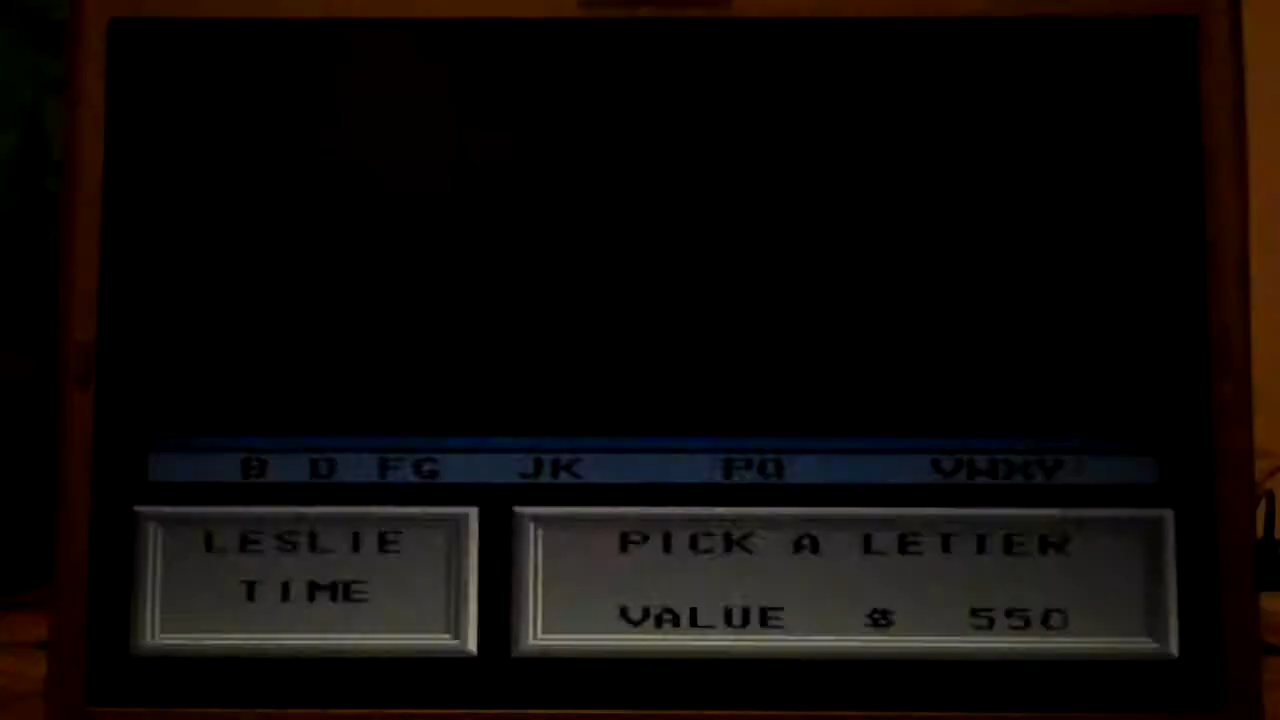 B D FG JK PQ VWXY
LESLIE
TIME
PICK A LETTER
VALUE $ 550